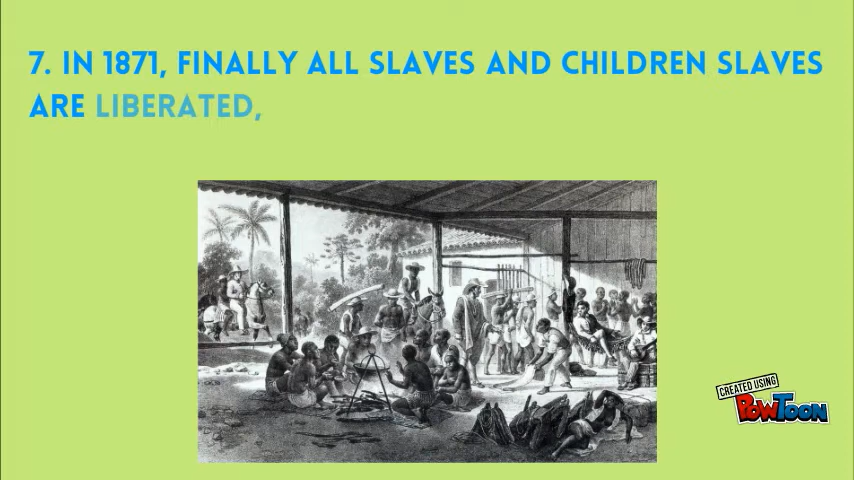 7. IN 1871, FINALLY ALL SLAVES AND CHILDREN SLAVES
ARE LIBERATED,
CREATED USING
POWTOON